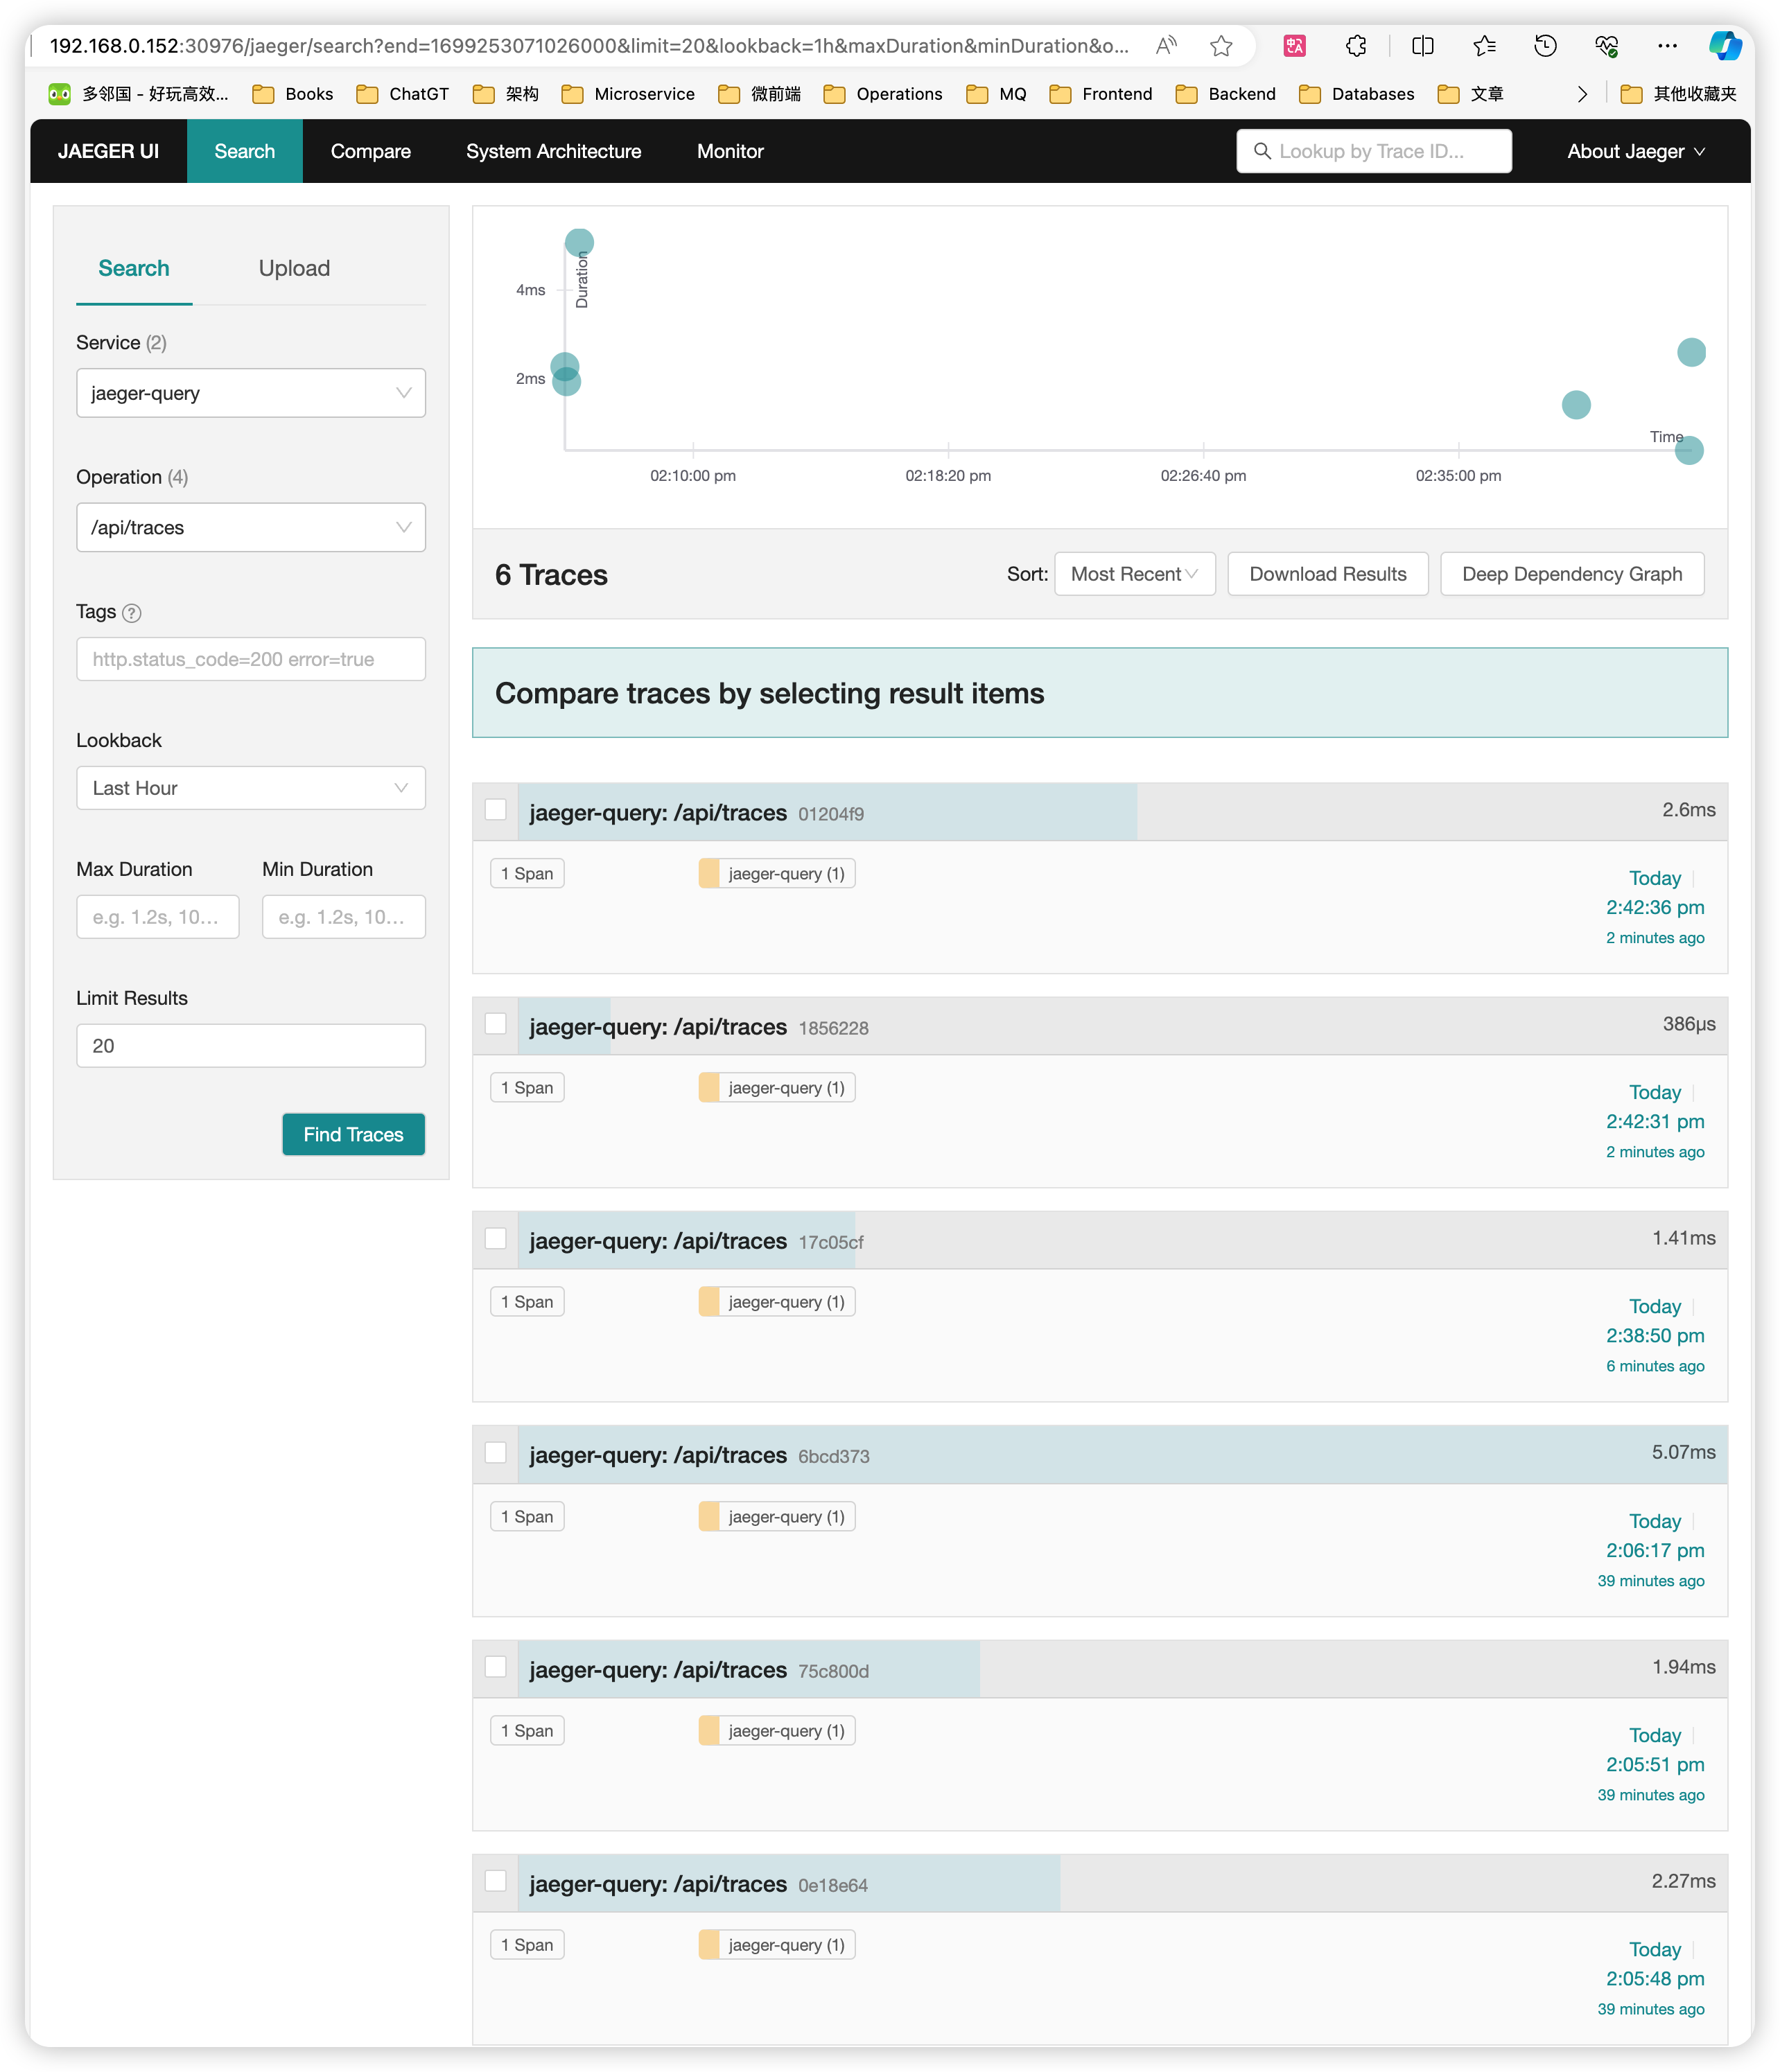 192.168.0.152:30976/jaeger/search?end=1699253071026000&limit=20&lookback=1h&maxDuration&minDuration&o...
多邻国 - 好玩高效... Books ChatGT 架构 Microservice 微前端 Operations MQ Frontend Backend Databases 文章 其他收藏夹
JAEGER UI Search Compare System Architecture Monitor Lookup by Trace ID... About Jaeger
Search Upload
Service (2)
jaeger-query
Operation (4)
/api/traces
Tags ?
http.status_code=200 error=true
Lookback
Last Hour
Max Duration Min Duration
e.g. 1.2s, 10... e.g. 1.2s, 10...
Limit Results
20
Find Traces
Duration
4ms
2ms
Time
02:10:00 pm 02:18:20 pm 02:26:40 pm 02:35:00 pm
6 Traces Sort: Most Recent Download Results Deep Dependency Graph
Compare traces by selecting result items
jaeger-query: /api/traces 01204f9 2.6ms
1 Span jaeger-query (1) Today
2:42:36 pm
2 minutes ago
jaeger-query: /api/traces 1856228 386μs
1 Span jaeger-query (1) Today
2:42:31 pm
2 minutes ago
jaeger-query: /api/traces 17c05cf 1.41ms
1 Span jaeger-query (1) Today
2:38:50 pm
6 minutes ago
jaeger-query: /api/traces 6bcd373 5.07ms
1 Span jaeger-query (1) Today
2:06:17 pm
39 minutes ago
jaeger-query: /api/traces 75c800d 1.94ms
1 Span jaeger-query (1) Today
2:05:51 pm
39 minutes ago
jaeger-query: /api/traces 0e18e64 2.27ms
1 Span jaeger-query (1) Today
2:05:48 pm
39 minutes ago